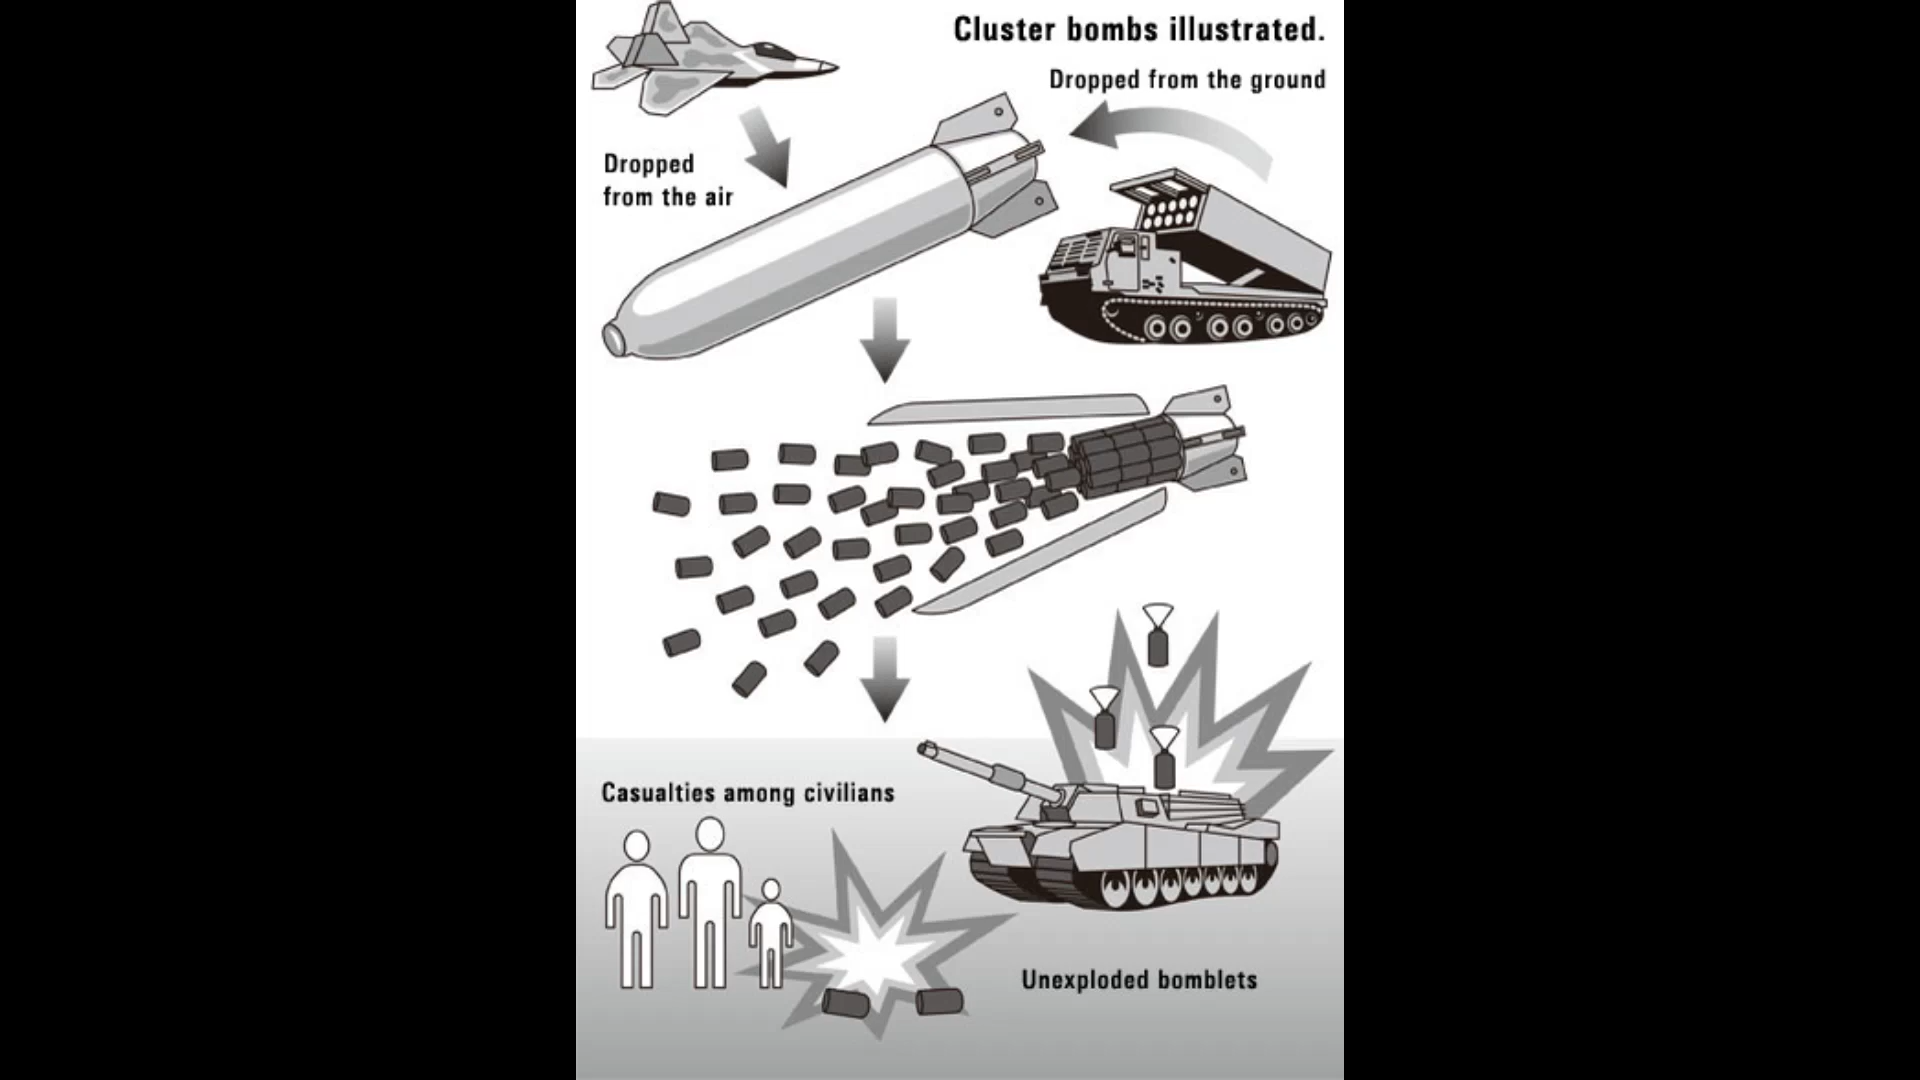 Cluster bombs illustrated.
Dropped from the ground
Dropped
from the air
Casualties among civilians
Unexploded bomblets